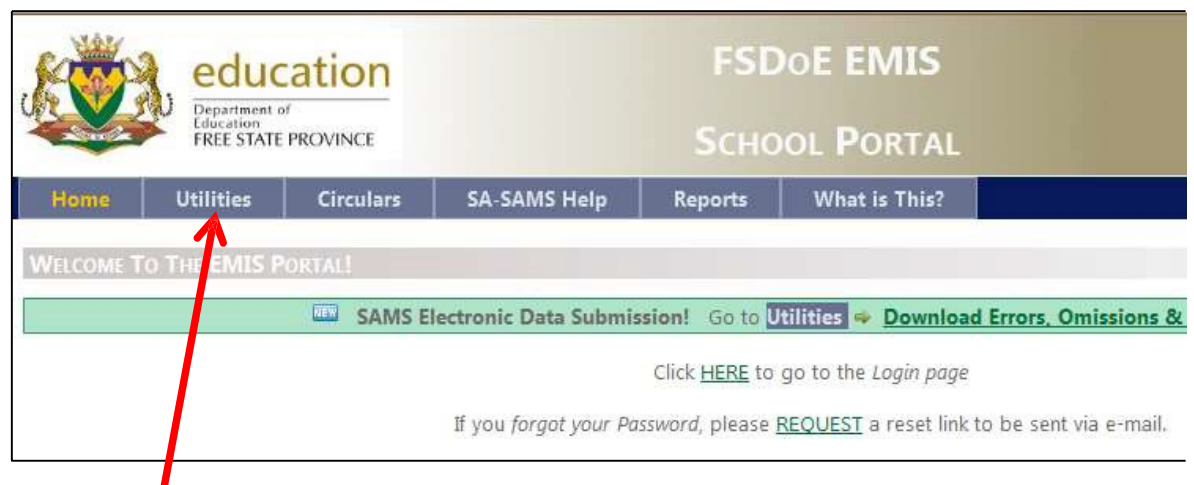 education
Department of
Education
FREE STATE PROVINCE
FSDOE EMIS
SCHOOL PORTAL
Home Utilities Circulars SA-SAMS Help Reports What is This?
WELCOME TO THE EMIS PORTAL!
NEW SAMS Electronic Data Submission! Go to Utilities Download Errors, Omissions &
Click HERE to go to the Login page
If you forgot your Password, please REQUEST a reset link to be sent via e-mail.